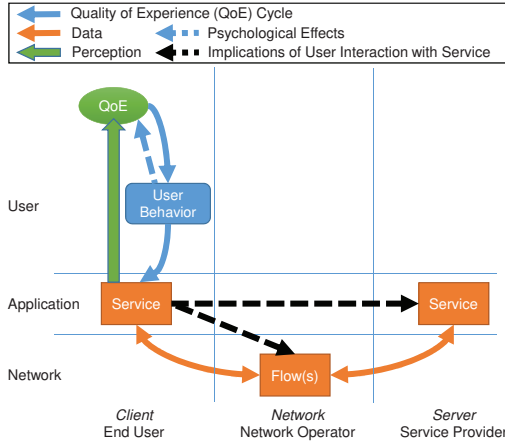 Quality of Experience (QoE) Cycle
Data
Psychological Effects
Perception
Implications of User Interaction with Service
QoE
User
Behavior
User
Application
Service
Service
Network
Flow(s)
Client
Network
Server
End User
Network Operator
Service Provider